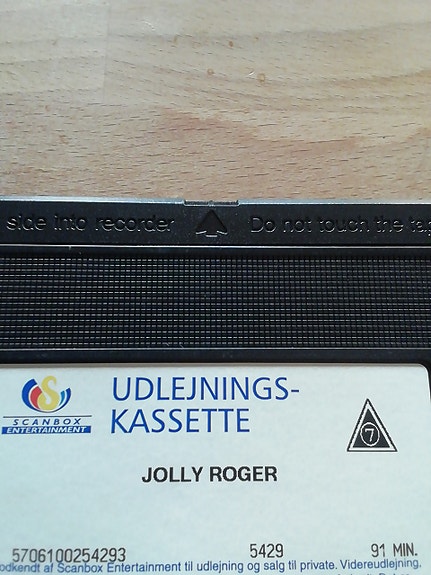 side into recorder Do not touch the tap
UDLEJNINGS-
KASSETTE
SCANBOX
ENTERTAINMENT
7
JOLLY ROGER
5706100254293 5429 91 MIN.
odkendt af Scanbox Entertainment til udlejning og salg til private. Videreudlejning,